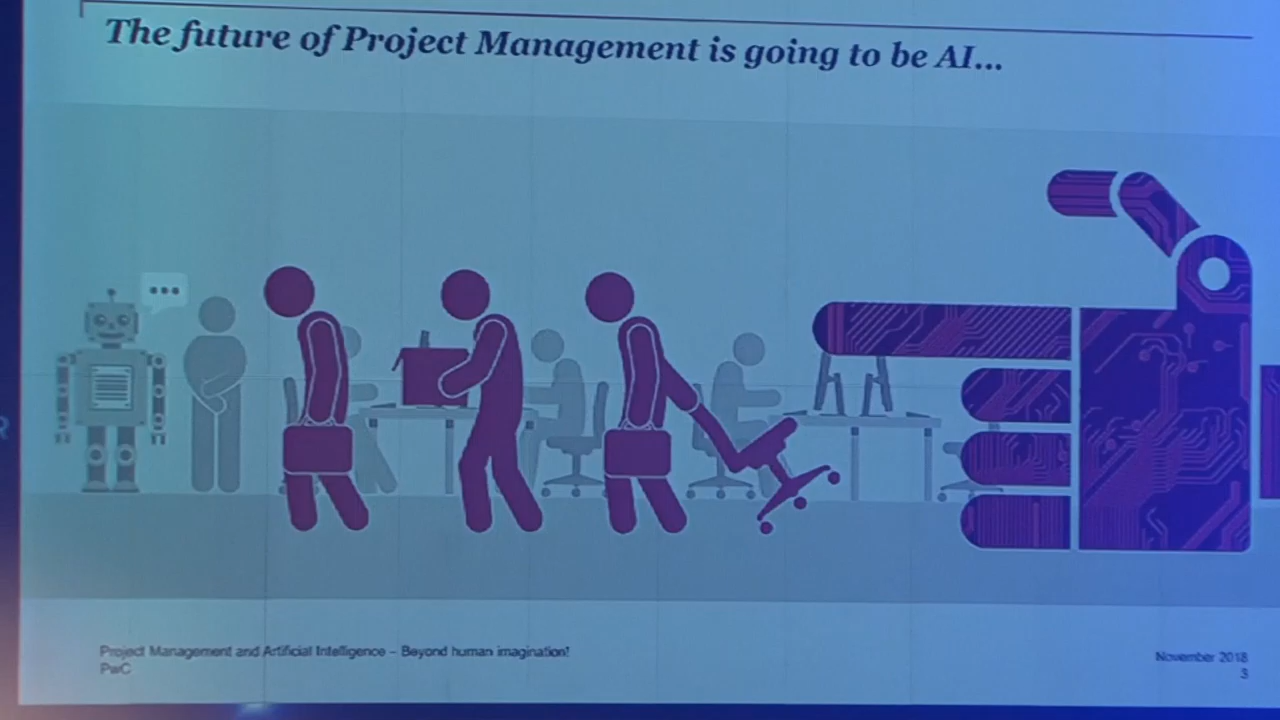 The future of Project Management is going to be AI...
Project Management and Artificial Intelligence – Beyond human imagination!
PwC
November 2018
3